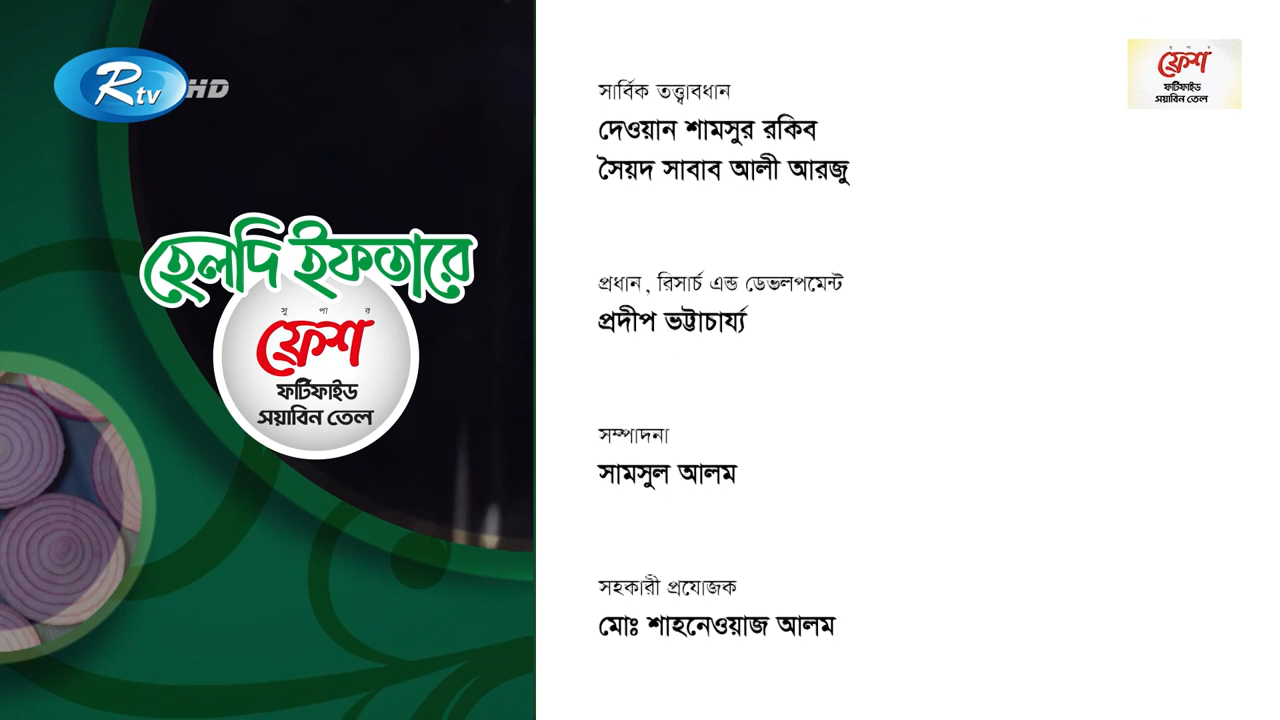 Rtv HD
হেলদি ইফতারে
সুপার
ফ্রেশ
ফর্টিফাইড
সয়াবিন তেল
সার্বিক তত্ত্বাবধান
দেওয়ান শামসুর রকিব
সৈয়দ সাবাব আলী আরজু
প্রধান, রিসার্চ এন্ড ডেভলপমেন্ট
প্রদীপ ভট্টাচার্য্য
সম্পাদনা
সামসুল আলম
সহকারী প্রযোজক
মোঃ শাহনেওয়াজ আলম
সুপার
ফ্রেশ
ফর্টিফাইড
সয়াবিন তেল